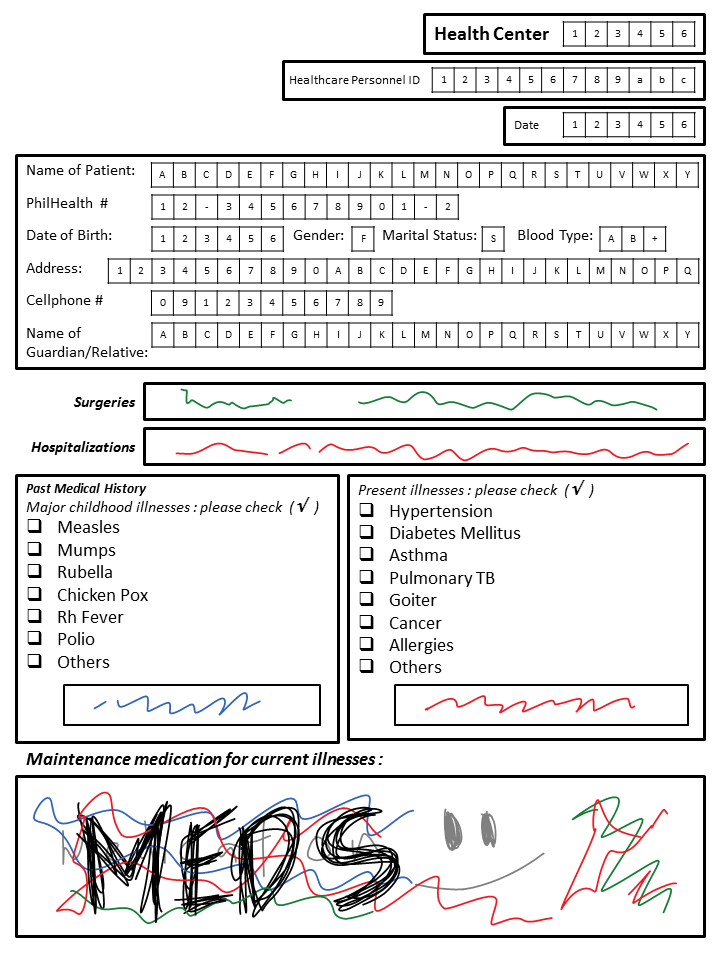 Health Center 1 2 3 4 5 6
Healthcare Personnel ID 1 2 3 4 5 6 7 8 9 a b c
Date 1 2 3 4 5 6
Name of Patient: A B C D E F G H I J K L M N O P Q R S T U V W X Y
PhilHealth # 1 2 - 3 4 5 6 7 8 9 0 1 - 2
Date of Birth: 1 2 3 4 5 6 Gender: F Marital Status: S Blood Type: A B +
Address: 1 2 3 4 5 6 7 8 9 0 A B C D E F G H I J K L M N O P Q
Cellphone # 0 9 1 2 3 4 5 6 7 8 9
Name of
Guardian/Relative: A B C D E F G H I J K L M N O P Q R S T U V W X Y
Surgeries
Hospitalizations
Past Medical History
Major childhood illnesses : please check (√)
Measles
Mumps
Rubella
Chicken Pox
Rh Fever
Polio
Others
Present illnesses : please check (√)
Hypertension
Diabetes Mellitus
Asthma
Pulmonary TB
Goiter
Cancer
Allergies
Others
Maintenance medication for current illnesses :
MEDS